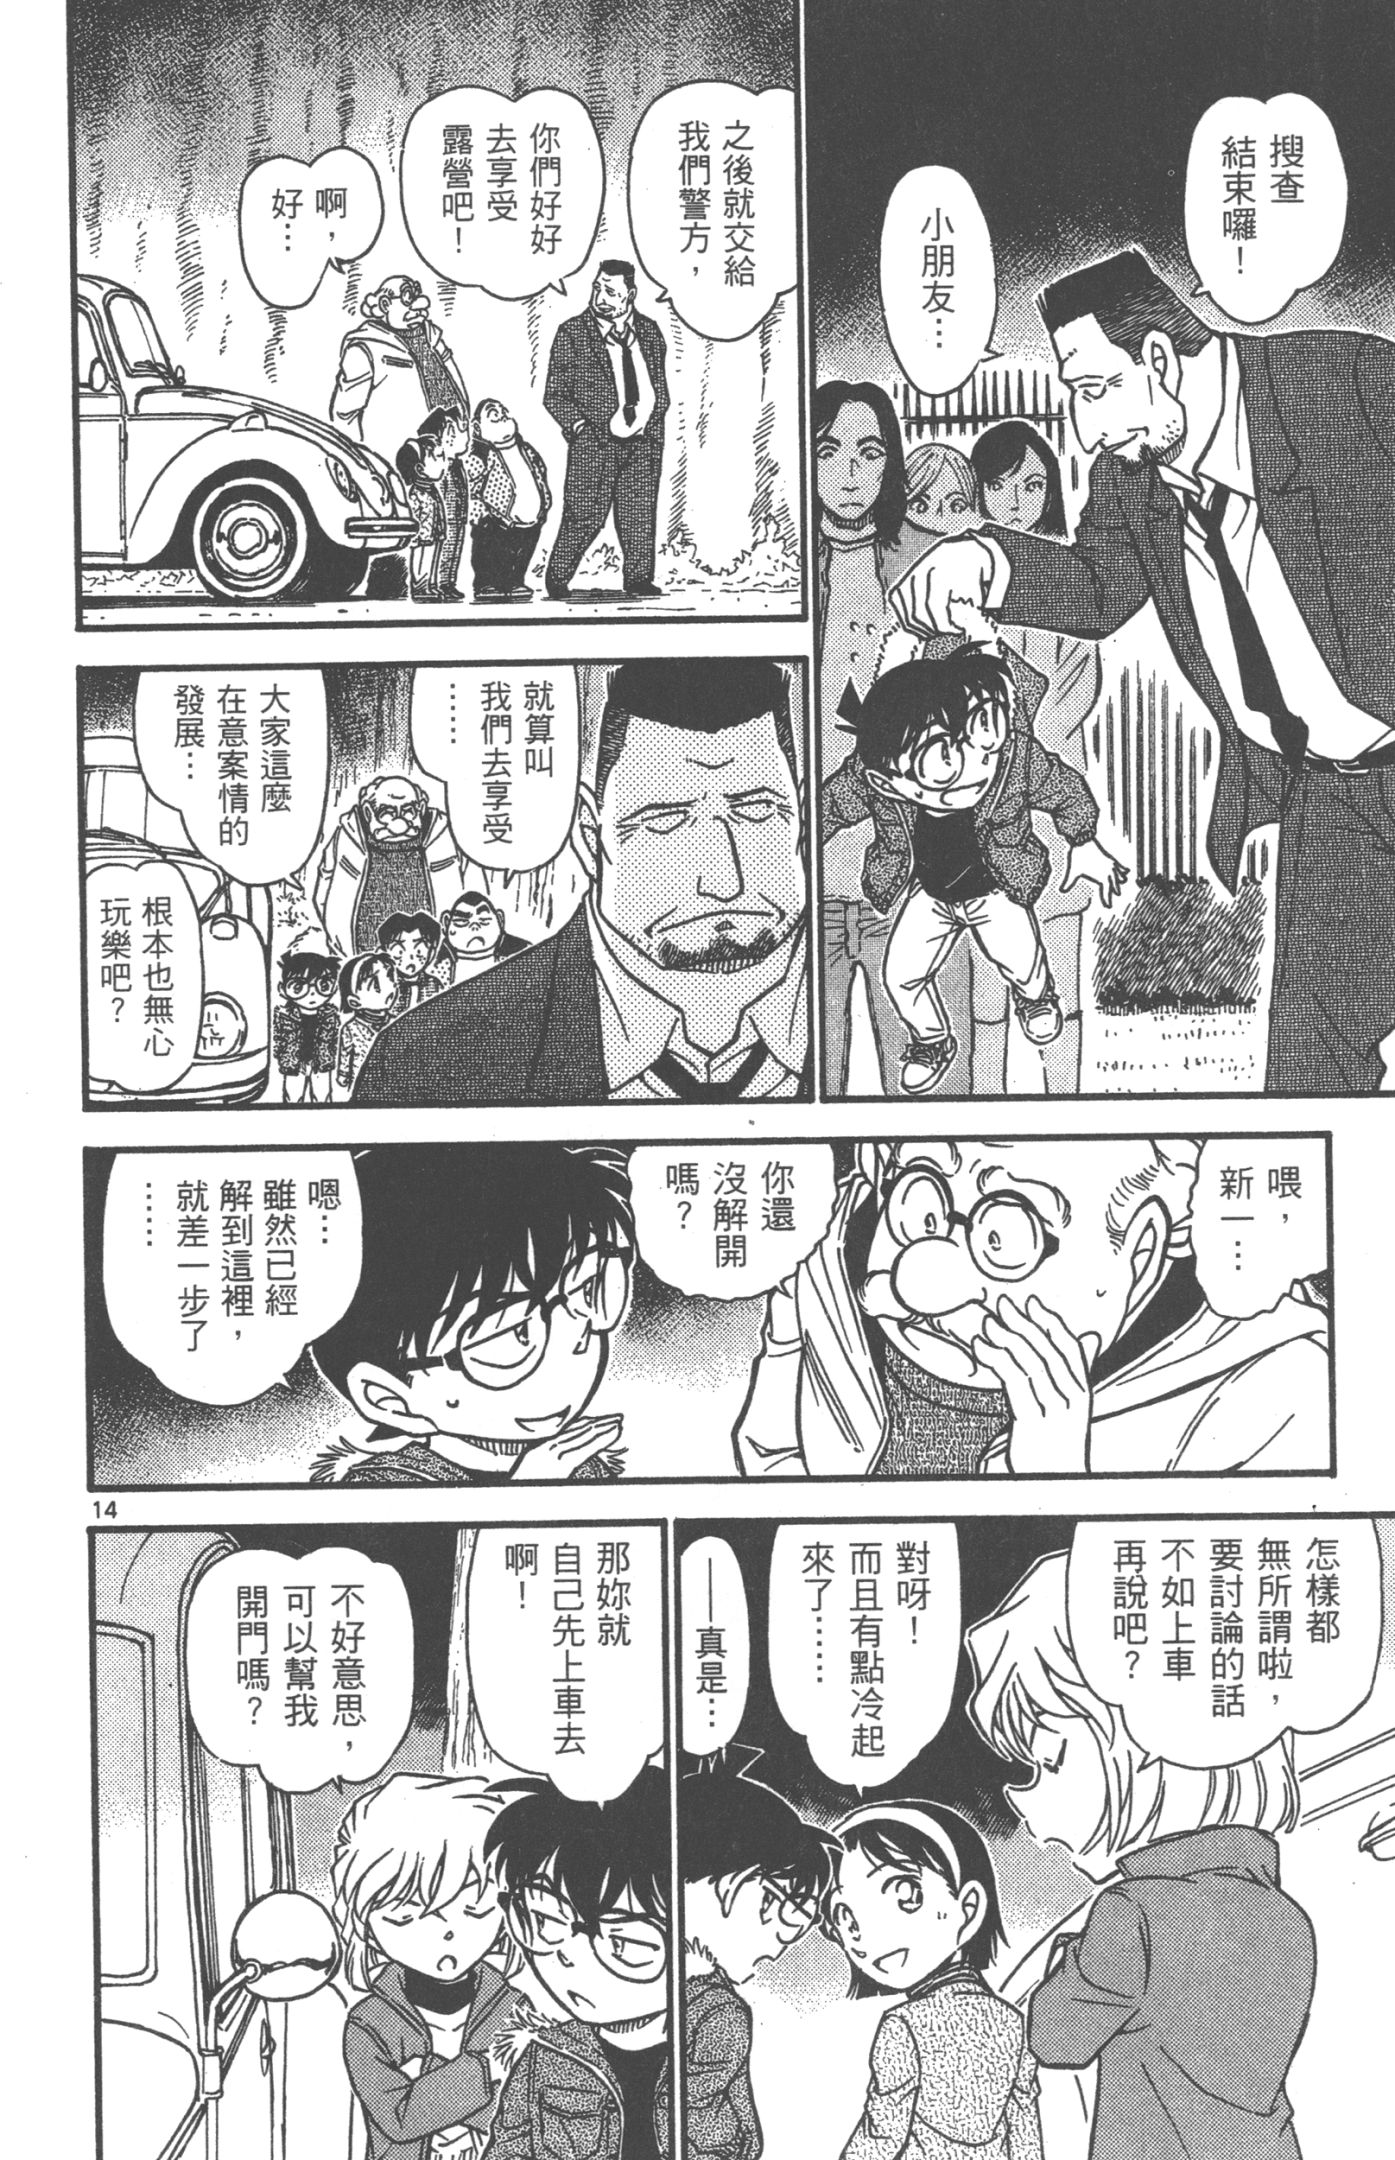 搜查
結束囉！
小朋友…
之後就交給
我們警方，
你們好好
去享受
露營吧！
啊，
好…
就算叫
我們去享受
……
大家這麼
在意案情的
發展…
根本也無心
玩樂吧？
喂，
新一…
你還
沒解開
嗎？
嗯…
雖然已經
解到這裡，
就差一步了
……
怎樣都
無所謂啦，
要討論的話
不如上車
再說吧？
對呀！
而且有點冷起
來了……
——真是…
那妳就
自己先上車去
啊！
不好意思，
可以幫我
開門嗎？
14